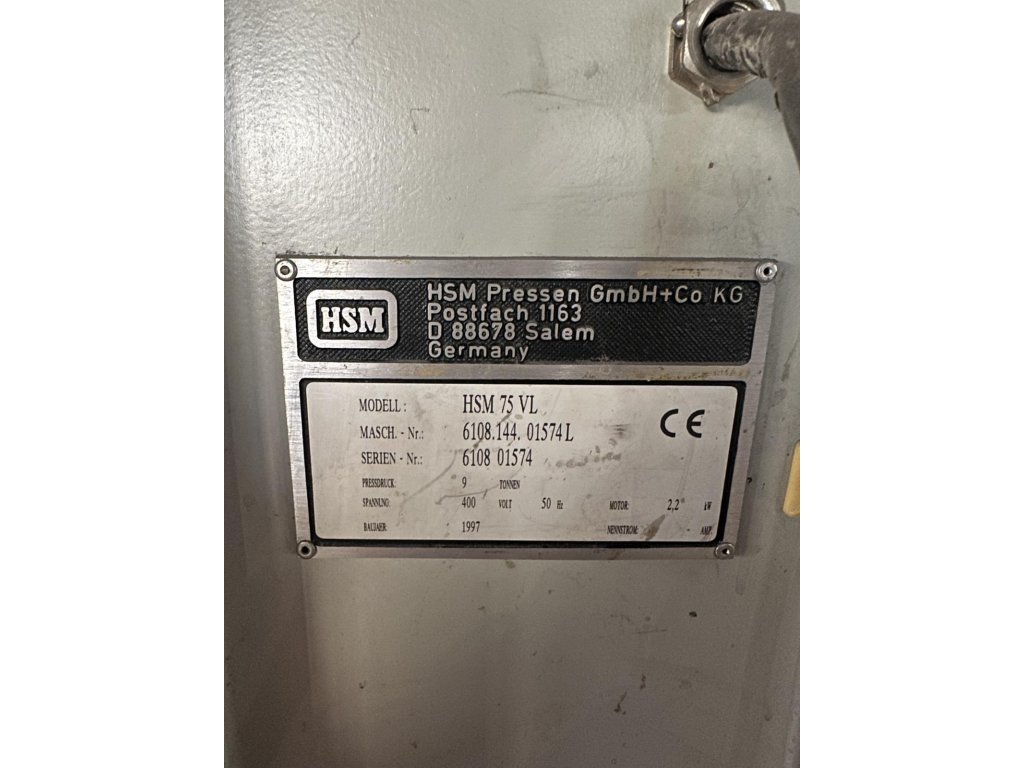 HSM
HSM Pressen GmbH+Co KG
Postfach 1163
D 88678 Salem
Germany
MODELL : HSM 75 VL
MASCH. - Nr.: 6108.144. 01574 L
SERIEN - Nr.: 6108 01574
CE
PRESSDRUCK: 9 TONNEN
SPANNUNG: 400 VOLT 50 Hz MOTOR: 2,2 kW
BAUJAHR: 1997 NENNSTROM: - AMP.